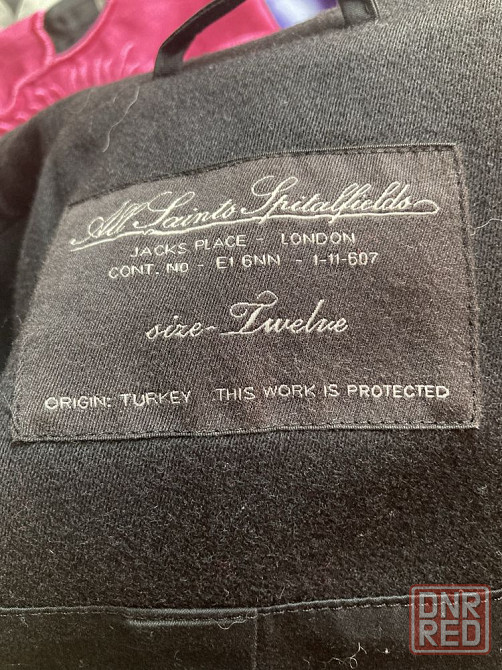 All Saints Spitalfields
JACKS PLACE - LONDON
CONT. NO - E1 6NN - 1-11-607
size - Twelve
ORIGIN: TURKEY THIS WORK IS PROTECTED
DNR
RED